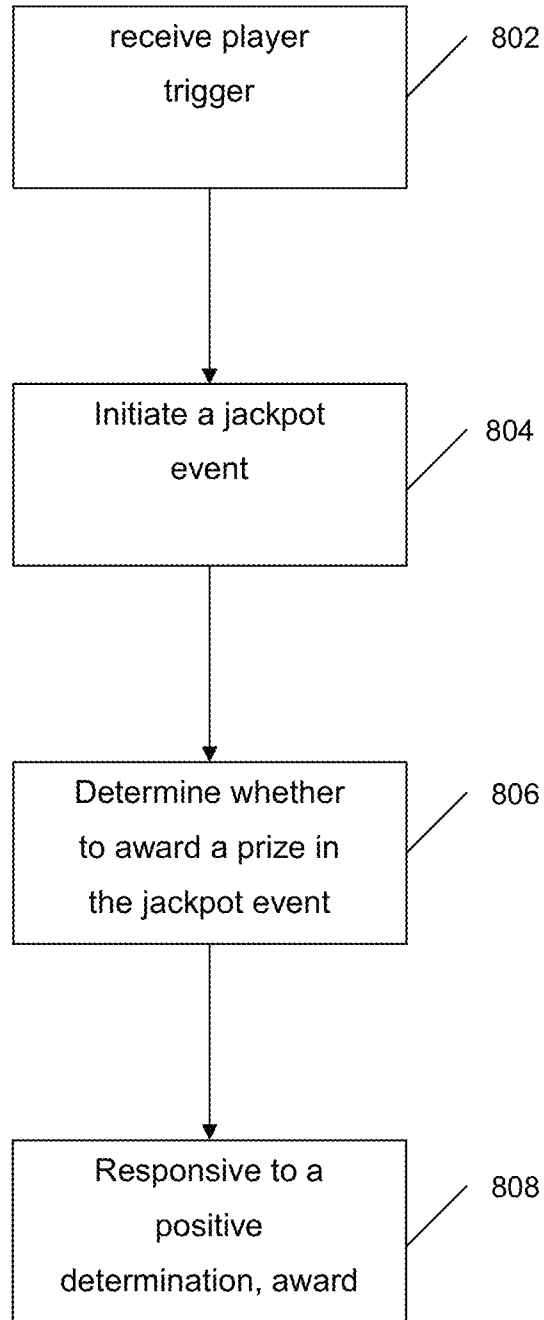 receive player
trigger
802
Initiate a jackpot
event
804
Determine whether
to award a prize in
the jackpot event
806
Responsive to a
positive
determination, award
808